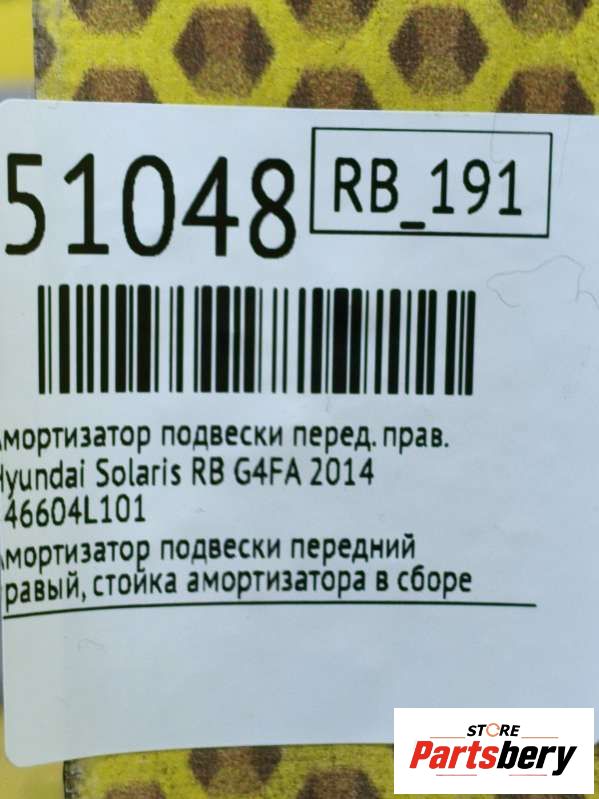 51048
RB_191
мортизатор подвески перед. прав.
yundai Solaris RB G4FA 2014
46604L101
мортизатор подвески передний
равый, стойка амортизатора в сборе
STORE
Partsbery